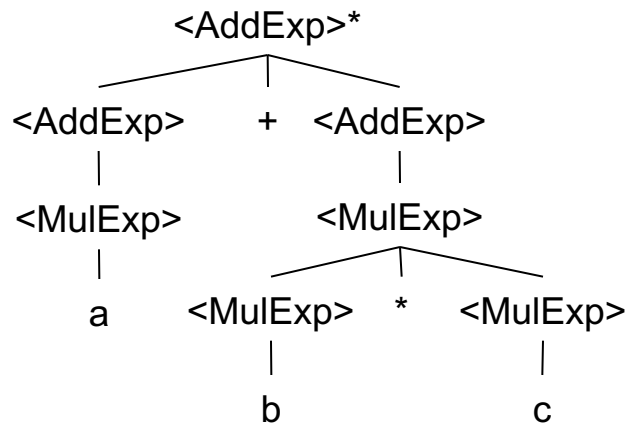 <AddExp>*
<AddExp> + <AddExp>
<MulExp> <MulExp>
a <MulExp> * <MulExp>
b c